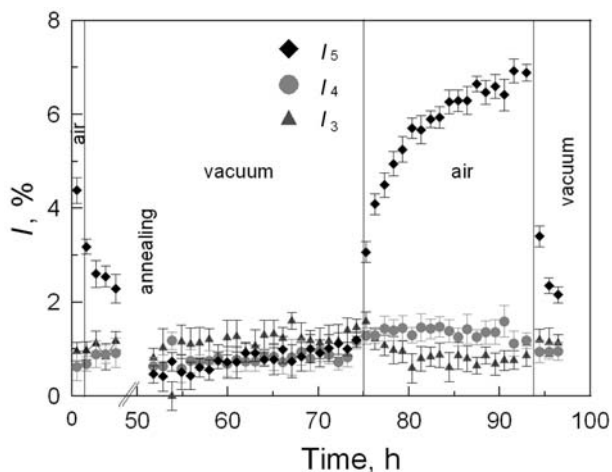 8
6
4
2
0
I, %
I5
I4
I3
air
vacuum
annealing
air
vacuum
0
50
60
70
80
90
100
Time, h